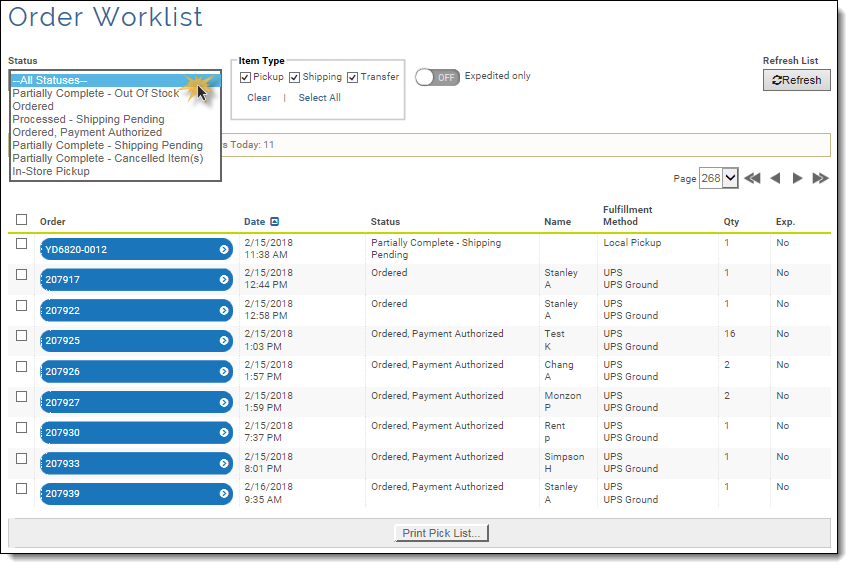 Order Worklist
Status
--All Statuses--
Partially Complete - Out Of Stock
Ordered
Processed - Shipping Pending
Ordered, Payment Authorized
Partially Complete - Shipping Pending
Partially Complete - Cancelled Item(s)
In-Store Pickup
Item Type
Pickup Shipping Transfer
Clear | Select All
OFF Expedited only
Refresh List
Refresh
s Today: 11
Page 268
Order Date Status Name Fulfillment Method Qty Exp.
YD6820-0012 2/15/2018 11:38 AM Partially Complete - Shipping Pending Local Pickup 1 No
207917 2/15/2018 12:44 PM Ordered Stanley A UPS UPS Ground 1 No
207922 2/15/2018 12:58 PM Ordered Stanley A UPS UPS Ground 1 No
207925 2/15/2018 1:03 PM Ordered, Payment Authorized Test K UPS UPS Ground 16 No
207926 2/15/2018 1:57 PM Ordered, Payment Authorized Chang A UPS UPS Ground 2 No
207927 2/15/2018 1:59 PM Ordered, Payment Authorized Monzon P UPS UPS Ground 2 No
207930 2/15/2018 7:37 PM Ordered, Payment Authorized Rent p UPS UPS Ground 1 No
207933 2/15/2018 8:01 PM Ordered, Payment Authorized Simpson H UPS UPS Ground 1 No
207939 2/16/2018 9:35 AM Ordered, Payment Authorized Stanley A UPS UPS Ground 1 No
Print Pick List...